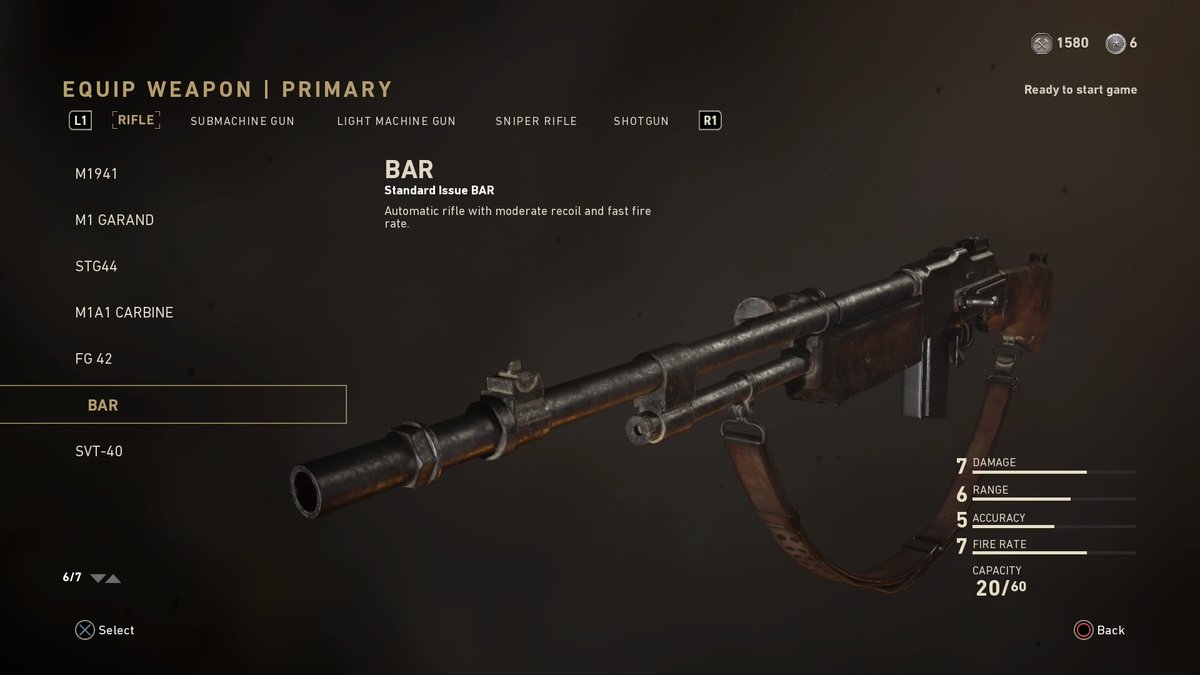 1580 6
EQUIP WEAPON | PRIMARY
Ready to start game
L1 RIFLE SUBMACHINE GUN LIGHT MACHINE GUN SNIPER RIFLE SHOTGUN R1
M1941
M1 GARAND
STG44
M1A1 CARBINE
FG 42
BAR
SVT-40
6/7
BAR
Standard Issue BAR
Automatic rifle with moderate recoil and fast fire
rate.
7 DAMAGE
6 RANGE
5 ACCURACY
7 FIRE RATE
CAPACITY
20/60
Select
Back